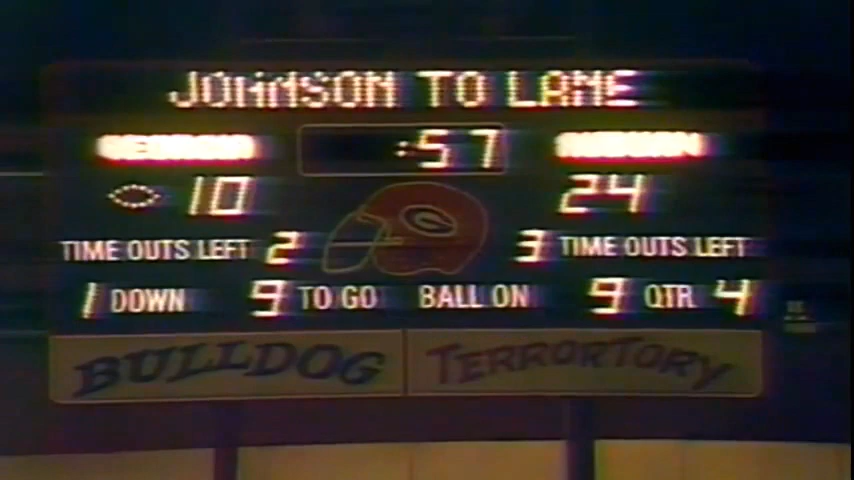 JOHNSON TO LAME
:57
10 24
TIME OUTS LEFT 2 G 3 TIME OUTS LEFT
1 DOWN 9 TO GO BALL ON 9 QTR. 4
BULLDOG TERRORTORY